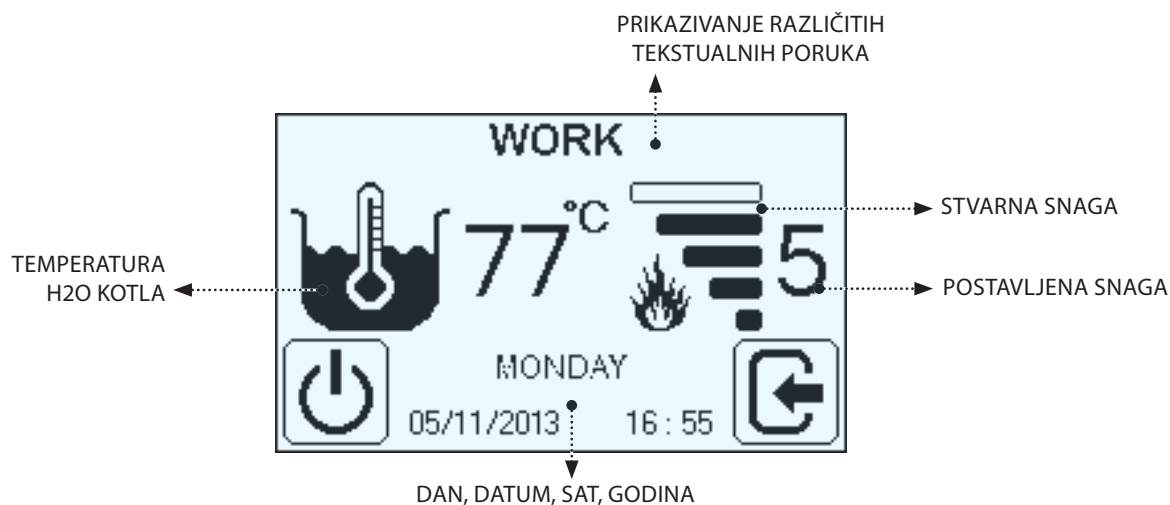 PRIKAZIVANJE RAZLIČITIH
TEKSTUALNIH PORUKA
WORK
77°C
5
STVARNA SNAGA
TEMPERATURA
H2O KOTLA
POSTAVLJENA SNAGA
MONDAY
05/11/2013 16 : 55
DAN, DATUM, SAT, GODINA